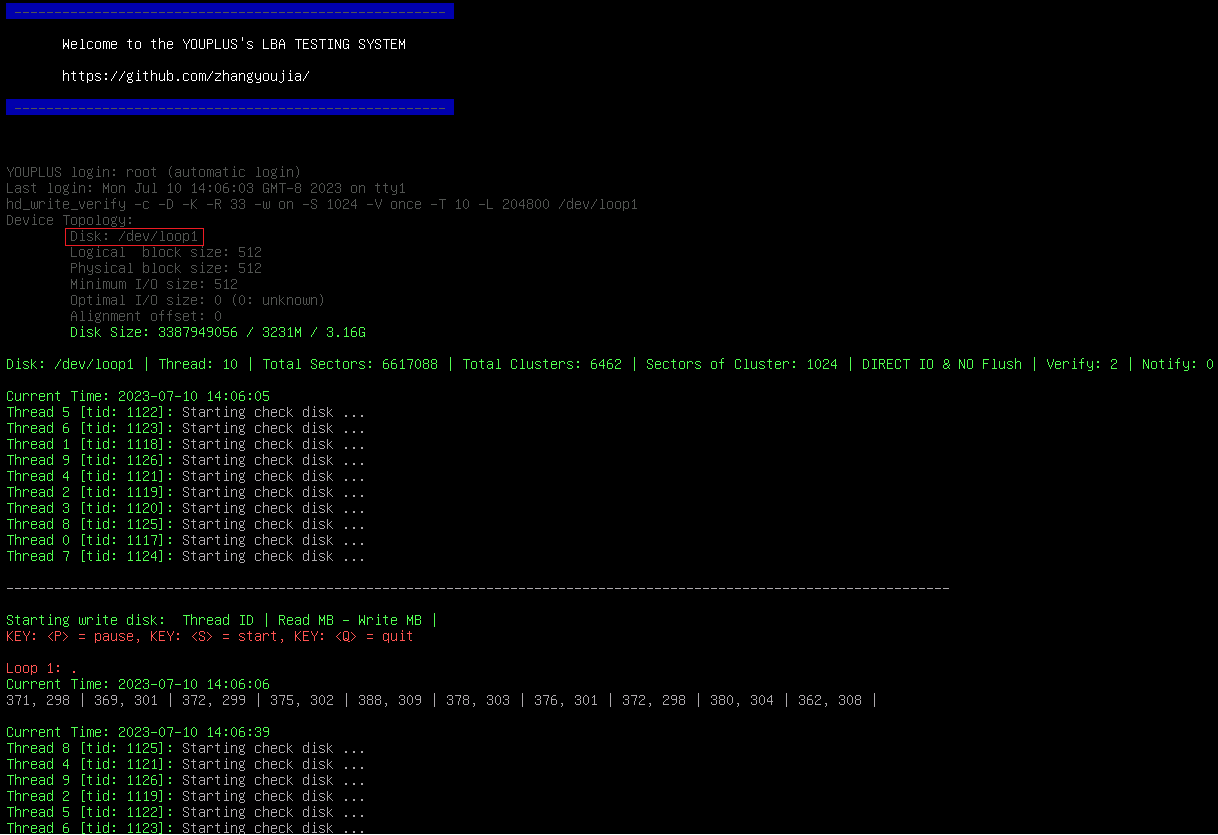 --------------------------------------------------------
Welcome to the YOUPLUS's LBA TESTING SYSTEM
https://github.com/zhangyoujia/
--------------------------------------------------------
YOUPLUS login: root (automatic login)
Last login: Mon Jul 10 14:06:03 GMT-8 2023 on tty1
hd_write_verify -c -D -K -R 33 -w on -S 1024 -V once -T 10 -L 204800 /dev/loop1
Device Topology:
Disk: /dev/loop1
Logical  block size: 512
Physical block size: 512
Minimum I/O size: 512
Optimal I/O size: 0 (0: unknown)
Alignment offset: 0
Disk Size: 3387949056 / 3231M / 3.16G
Disk: /dev/loop1 | Thread: 10 | Total Sectors: 6617088 | Total Clusters: 6462 | Sectors of Cluster: 1024 | DIRECT IO & NO Flush | Verify: 2 | Notify: 0
Current Time: 2023-07-10 14:06:05
Thread 5 [tid: 1122]: Starting check disk ...
Thread 6 [tid: 1123]: Starting check disk ...
Thread 1 [tid: 1118]: Starting check disk ...
Thread 9 [tid: 1126]: Starting check disk ...
Thread 4 [tid: 1121]: Starting check disk ...
Thread 2 [tid: 1119]: Starting check disk ...
Thread 3 [tid: 1120]: Starting check disk ...
Thread 8 [tid: 1125]: Starting check disk ...
Thread 0 [tid: 1117]: Starting check disk ...
Thread 7 [tid: 1124]: Starting check disk ...
----------------------------------------------------------------------------------------------------------------------
Starting write disk:  Thread ID | Read MB - Write MB |
KEY: <P> = pause, KEY: <S> = start, KEY: <Q> = quit
Loop 1: .
Current Time: 2023-07-10 14:06:06
371, 298 | 369, 301 | 372, 299 | 375, 302 | 388, 309 | 378, 303 | 376, 301 | 372, 298 | 380, 304 | 362, 308 |
Current Time: 2023-07-10 14:06:39
Thread 8 [tid: 1125]: Starting check disk ...
Thread 4 [tid: 1121]: Starting check disk ...
Thread 9 [tid: 1126]: Starting check disk ...
Thread 2 [tid: 1119]: Starting check disk ...
Thread 5 [tid: 1122]: Starting check disk ...
Thread 6 [tid: 1123]: Starting check disk ...